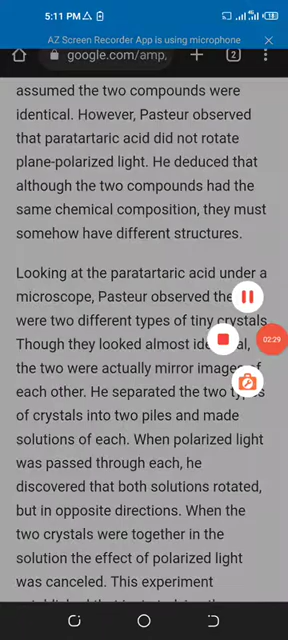 5:11 PM
AZ Screen Recorder App is using microphone
google.com/amp,
2
assumed the two compounds were
identical. However, Pasteur observed
that paratartaric acid did not rotate
plane-polarized light. He deduced that
although the two compounds had the
same chemical composition, they must
somehow have different structures.
Looking at the paratartaric acid under a
microscope, Pasteur observed the
were two different types of tiny crystals.
Though they looked almost ide al,
02:29
the two were actually mirror images of
each other. He separated the two ty s
of crystals into two piles and made
solutions of each. When polarized light
was passed through each, he
discovered that both solutions rotated,
but in opposite directions. When the
two crystals were together in the
solution the effect of polarized light
was canceled. This experiment